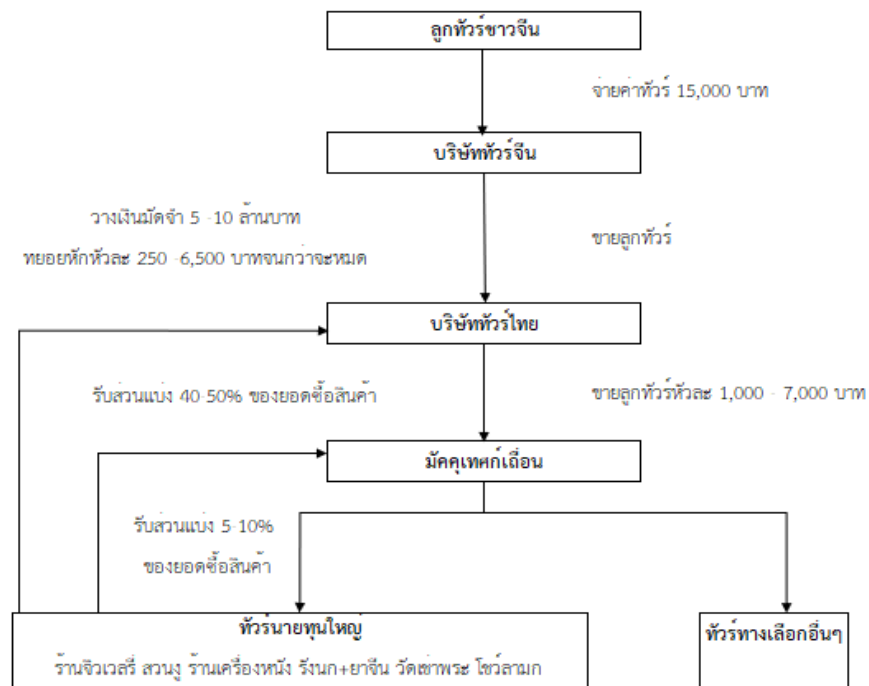 ลูกทัวร์ชาวจีน
จ่ายค่าทัวร์ 15,000 บาท
บริษัททัวร์จีน
วางเงินมัดจำ 5 -10 ล้านบาท
ทยอยหักหัวละ 250 -6,500 บาทจนกว่าจะหมด
ขายลูกทัวร์
บริษัททัวร์ไทย
รับส่วนแบ่ง 40-50% ของยอดซื้อสินค้า
ขายลูกทัวร์หัวละ 1,000 - 7,000 บาท
มัคคุเทศก์เถื่อน
รับส่วนแบ่ง 5-10%
ของยอดซื้อสินค้า
ทัวร์นายทุนใหญ่
ร้านจิวเวลรี่ สวนงู ร้านเครื่องหนัง รังนก+ยาจีน วัดเช่าพระ โชว์ลามก
ทัวร์ทางเลือกอื่นๆ